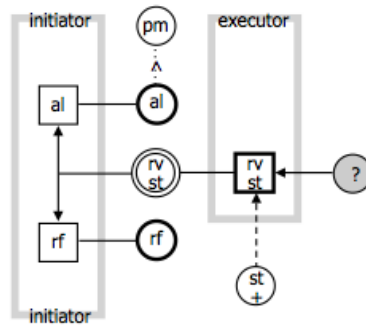 initiator
pm
executor
al
al
rv
st
rv
st
?
rf
rf
st
+
initiator